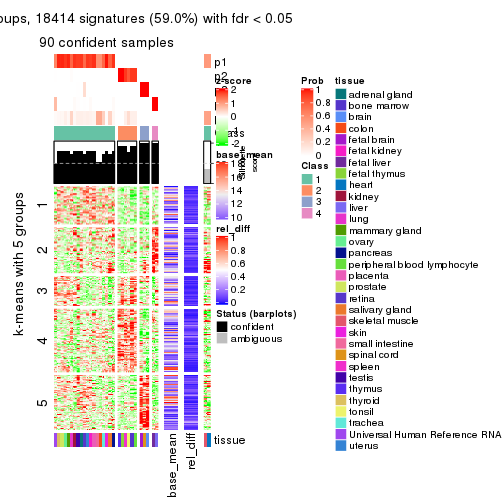 oups, 18414 signatures (59.0%) with fdr < 0.05
90 confident samples
p1
p2
z-score
2
1
0
-1
-2
Class
base_mean
16
14
12
10
rel_diff
1
0.8
0.6
0.4
0.2
0
Status (barplots)
confident
ambiguous
Prob
1
0.8
0.6
0.4
0.2
0
Class
1
2
3
4
tissue
adrenal gland
bone marrow
brain
colon
fetal brain
fetal kidney
fetal liver
fetal thymus
heart
kidney
liver
lung
mammary gland
ovary
pancreas
peripheral blood lymphocyte
placenta
prostate
retina
salivary gland
skeletal muscle
skin
small intestine
spinal cord
spleen
testis
thymus
thyroid
tonsil
trachea
Universal Human Reference RNA
uterus
k-means with 5 groups
1
2
3
4
5
tissue
base_mean
rel_diff